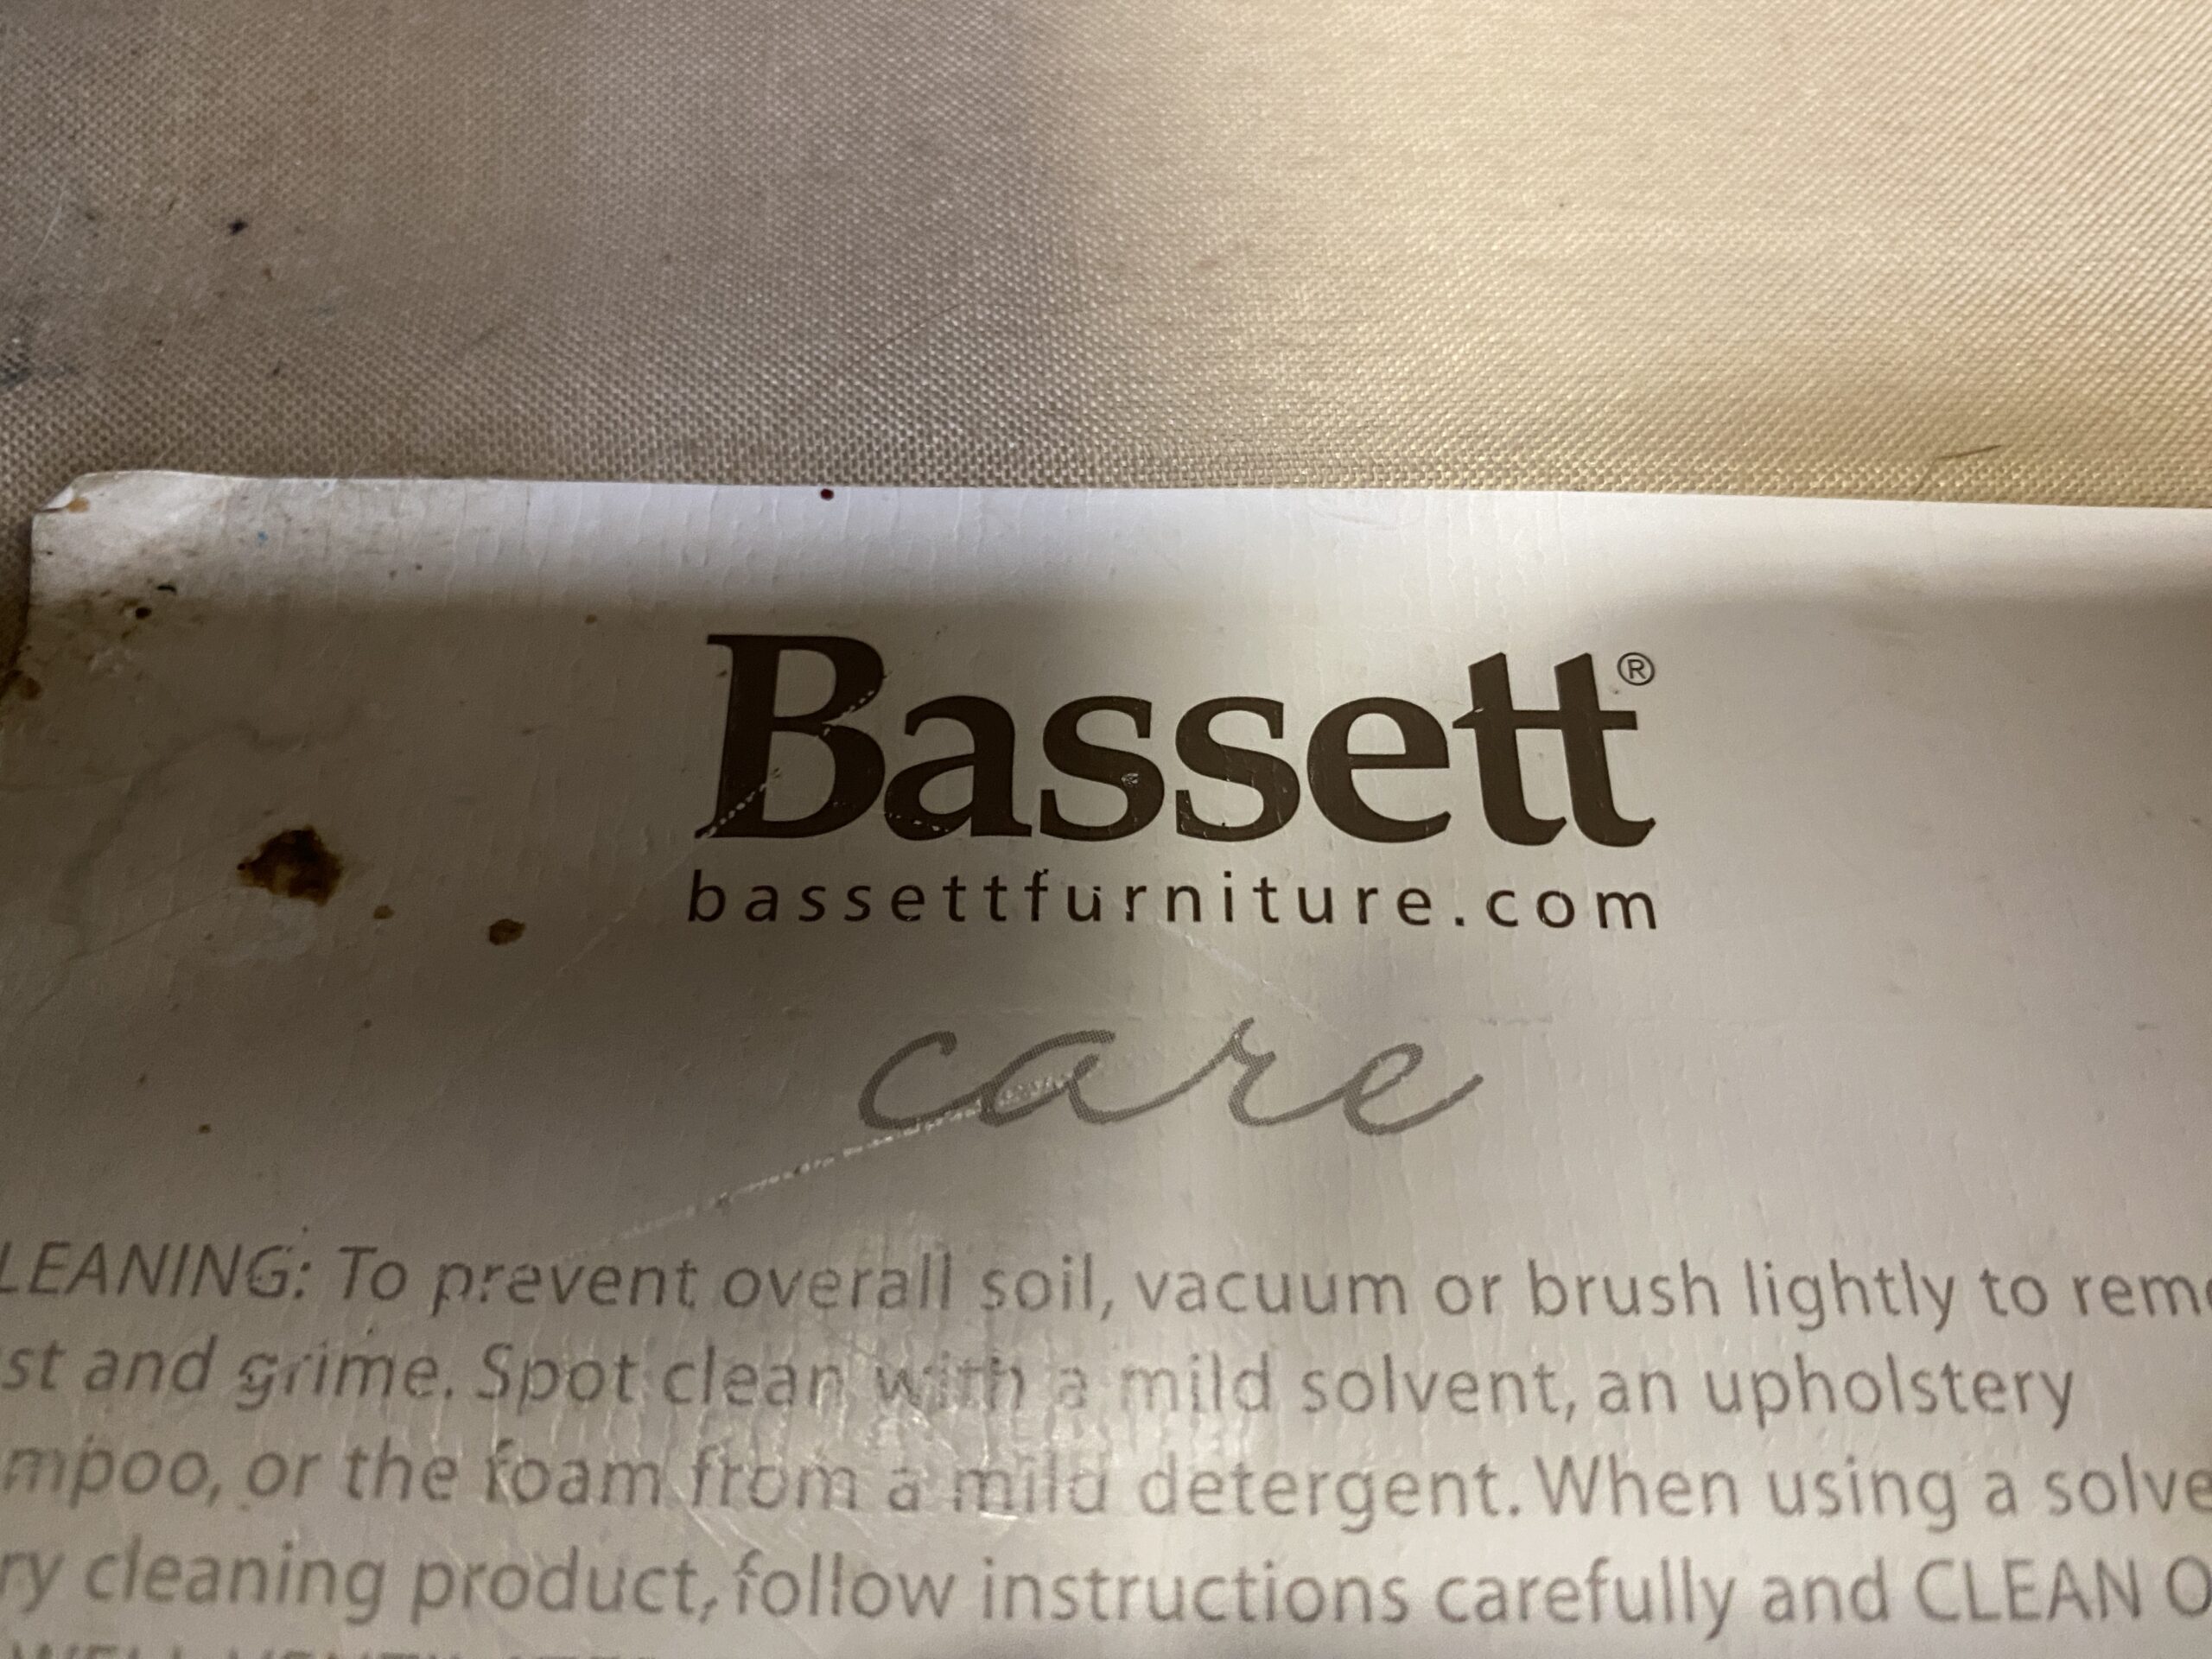 Bassett®
bassettfurniture.com
care
LEANING: To prevent overall soil, vacuum or brush lightly to rem
st and grime. Spot clean with a mild solvent, an upholstery
mpoo, or the foam from a mild detergent. When using a solve
ry cleaning product, follow instructions carefully and CLEAN O